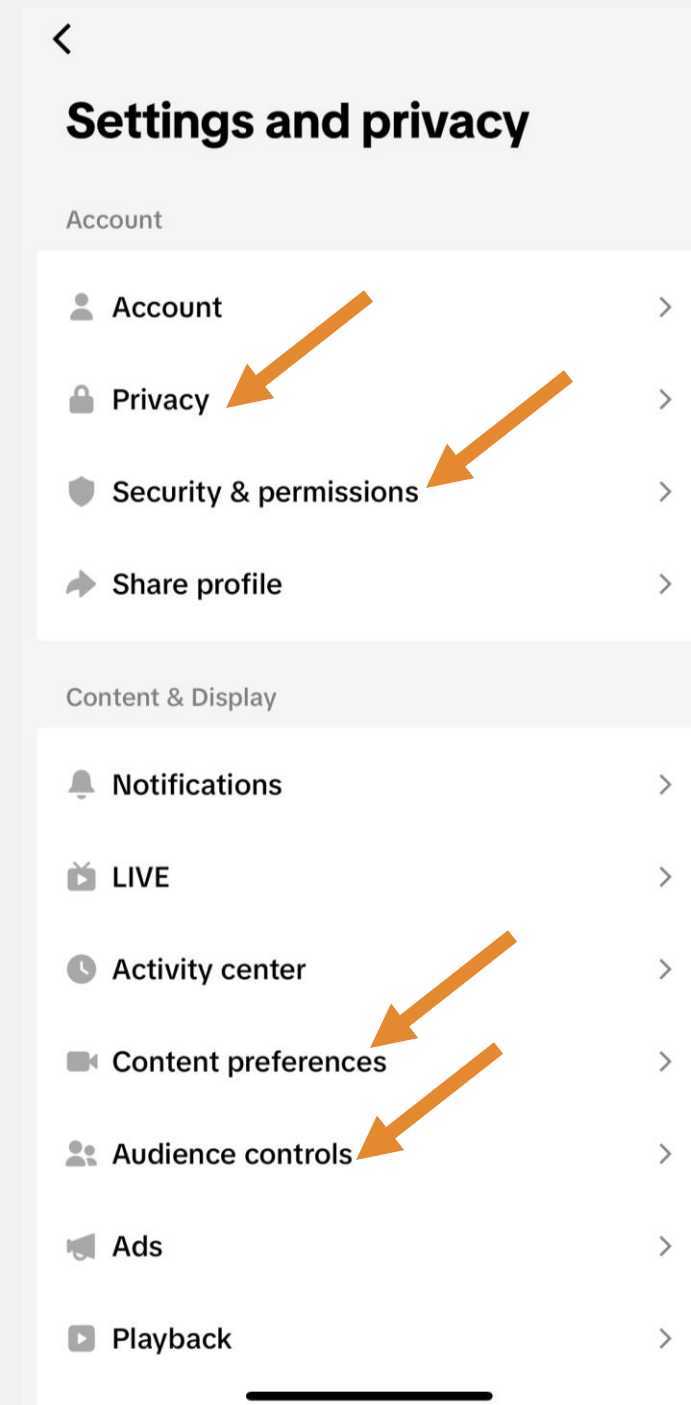 Settings and privacy
Account
Account
Privacy
Security & permissions
Share profile
Content & Display
Notifications
LIVE
Activity center
Content preferences
Audience controls
Ads
Playback